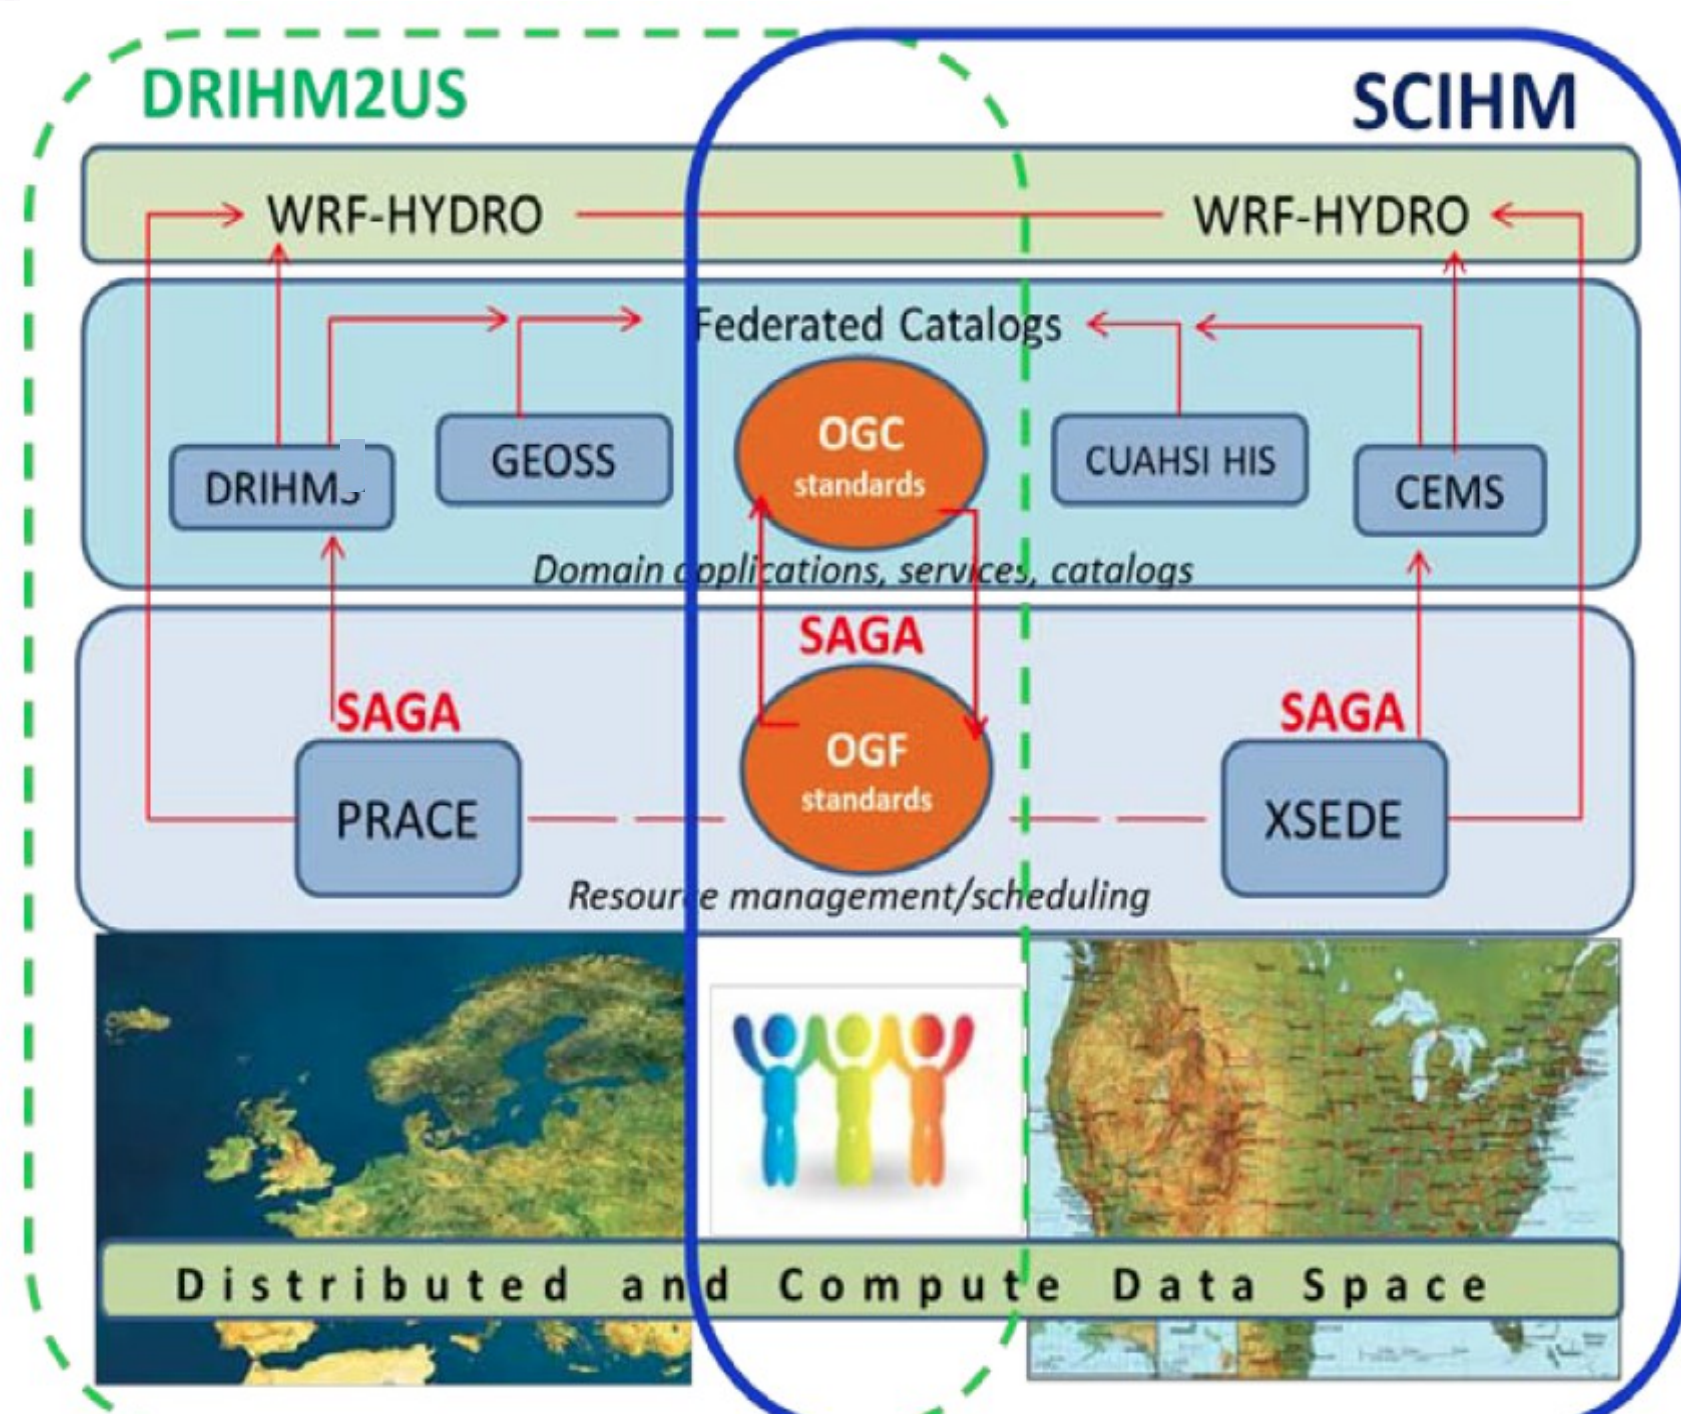 DRIHM2US
SCIHM
WRF-HYDRO
WRF-HYDRO
Federated Catalogs
OGC
standards
GEOSS
CUAHSI HIS
CEMS
Domain applications, services, catalogs
SAGA
SAGA
SAGA
OGF
standards
PRACE
XSEDE
Resource management/scheduling
Distributed and Compute Data Space